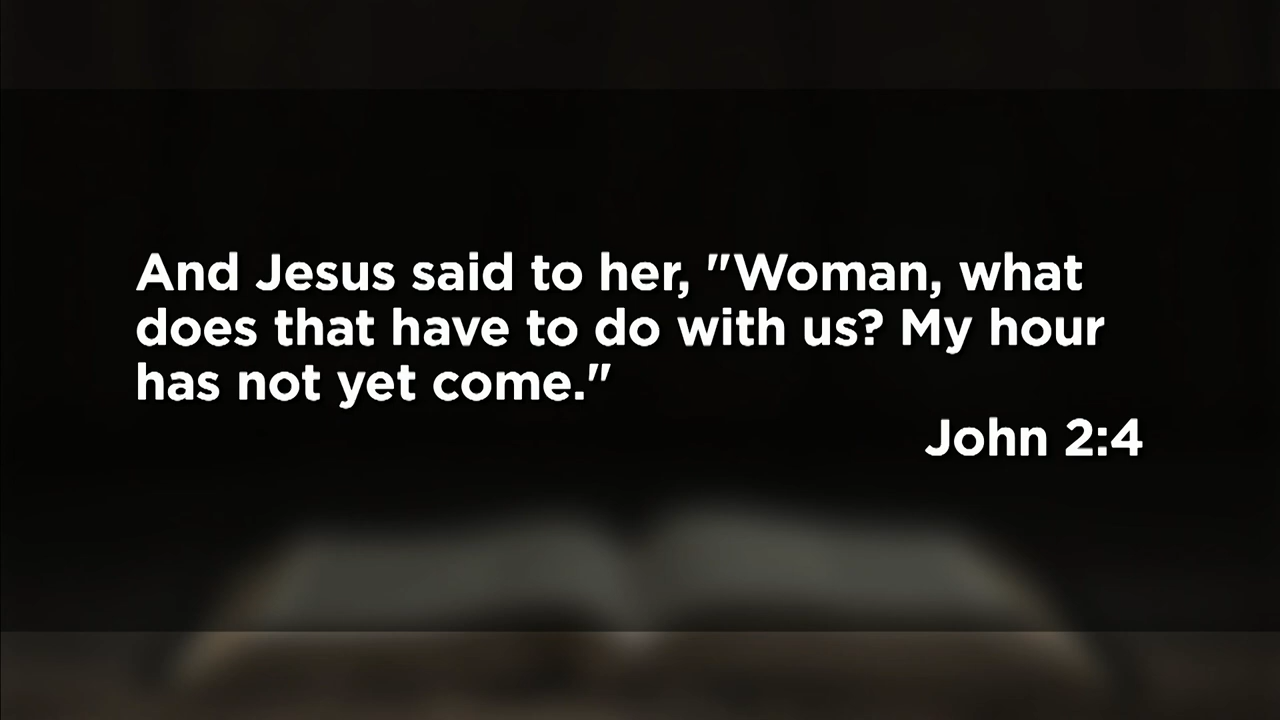 And Jesus said to her, "Woman, what
does that have to do with us? My hour
has not yet come."
John 2:4